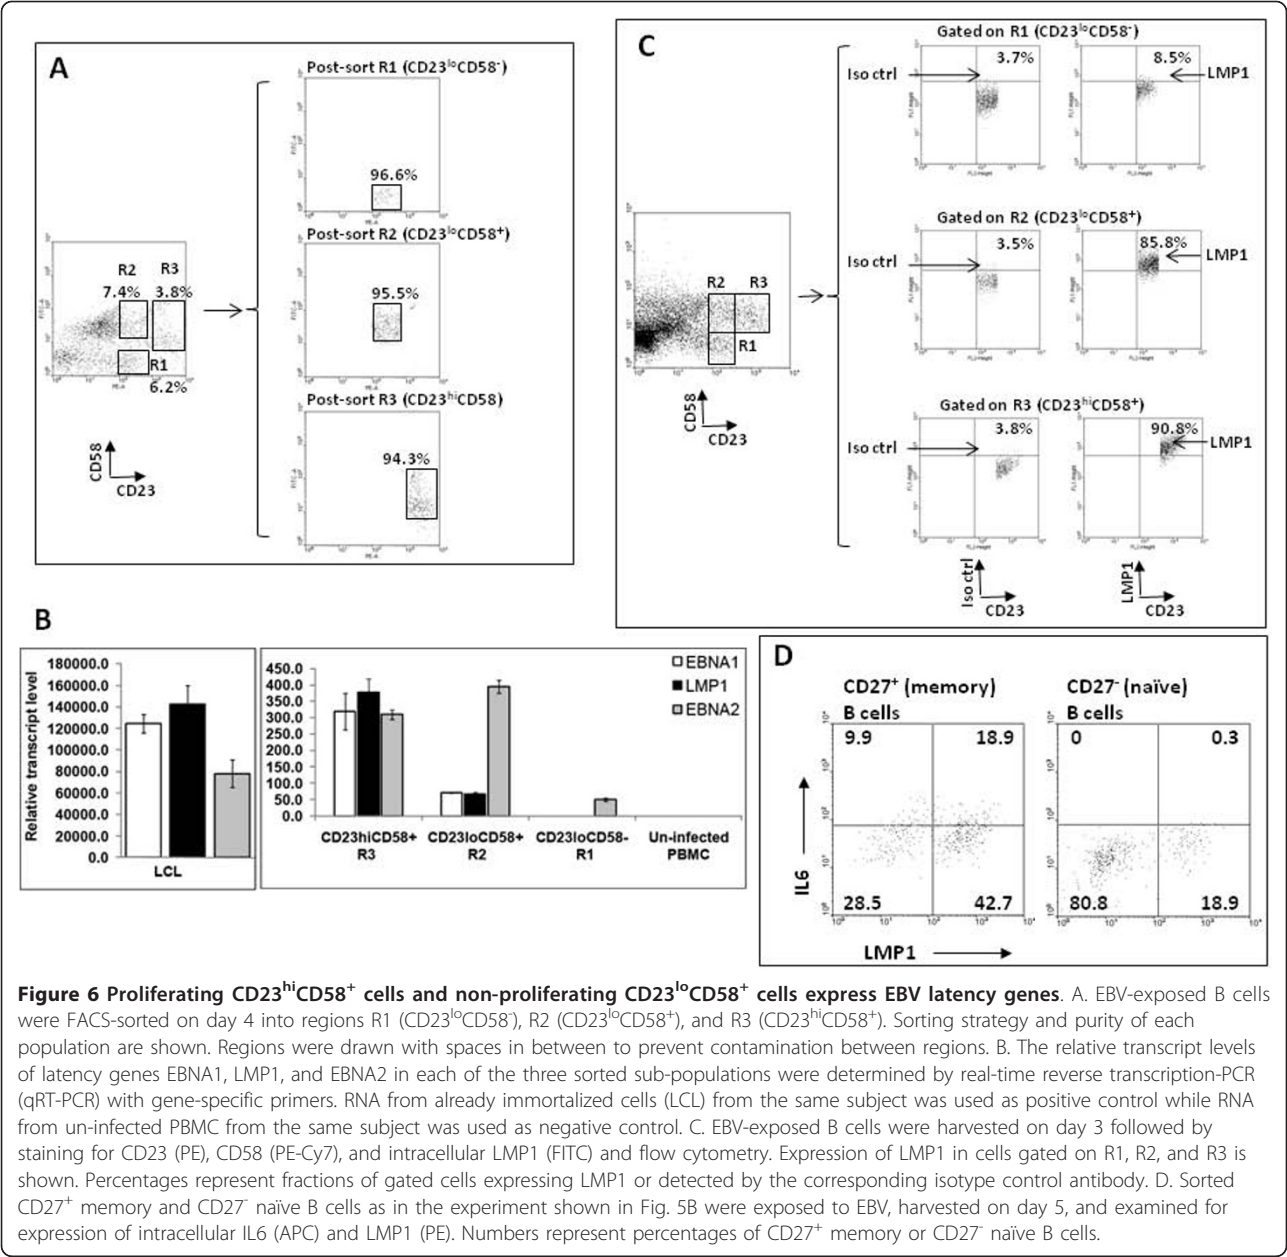 A
Post-sort R1 (CD23loCD58-)
96.6%
FITC-A
PE-A
Post-sort R2 (CD23loCD58+)
95.5%
FITC-A
PE-A
Post-sort R3 (CD23hiCD58)
94.3%
FITC-A
PE-A
R2 R3
7.4% 3.8%
R1
6.2%
FITC-A
PE-A
CD58
CD23
C
Gated on R1 (CD23loCD58-)
Iso ctrl
3.7%
8.5%
LMP1
Gated on R2 (CD23loCD58+)
Iso ctrl
3.5%
85.8%
LMP1
Gated on R3 (CD23hiCD58+)
Iso ctrl
3.8%
90.8%
LMP1
R2 R3
R1
CD58
CD23
Iso ctrl
CD23
LMP1
CD23
B
Relative transcript level
180000.0
160000.0
140000.0
120000.0
100000.0
80000.0
60000.0
40000.0
20000.0
0.0
LCL
450.0
400.0
350.0
300.0
250.0
200.0
150.0
100.0
50.0
0.0
EBNA1
LMP1
EBNA2
CD23hiCD58+ CD23loCD58+ CD23loCD58- Un-infected
R3 R2 R1 PBMC
D
CD27+ (memory)
B cells
9.9 18.9
28.5 42.7
CD27- (naïve)
B cells
0 0.3
80.8 18.9
IL6
LMP1
Figure 6 Proliferating CD23hiCD58+ cells and non-proliferating CD23loCD58+ cells express EBV latency genes. A. EBV-exposed B cells
were FACS-sorted on day 4 into regions R1 (CD23loCD58-), R2 (CD23loCD58+), and R3 (CD23hiCD58+). Sorting strategy and purity of each
population are shown. Regions were drawn with spaces in between to prevent contamination between regions. B. The relative transcript levels
of latency genes EBNA1, LMP1, and EBNA2 in each of the three sorted sub-populations were determined by real-time reverse transcription-PCR
(qRT-PCR) with gene-specific primers. RNA from already immortalized cells (LCL) from the same subject was used as positive control while RNA
from un-infected PBMC from the same subject was used as negative control. C. EBV-exposed B cells were harvested on day 3 followed by
staining for CD23 (PE), CD58 (PE-Cy7), and intracellular LMP1 (FITC) and flow cytometry. Expression of LMP1 in cells gated on R1, R2, and R3 is
shown. Percentages represent fractions of gated cells expressing LMP1 or detected by the corresponding isotype control antibody. D. Sorted
CD27+ memory and CD27- naïve B cells as in the experiment shown in Fig. 5B were exposed to EBV, harvested on day 5, and examined for
expression of intracellular IL6 (APC) and LMP1 (PE). Numbers represent percentages of CD27+ memory or CD27- naïve B cells.